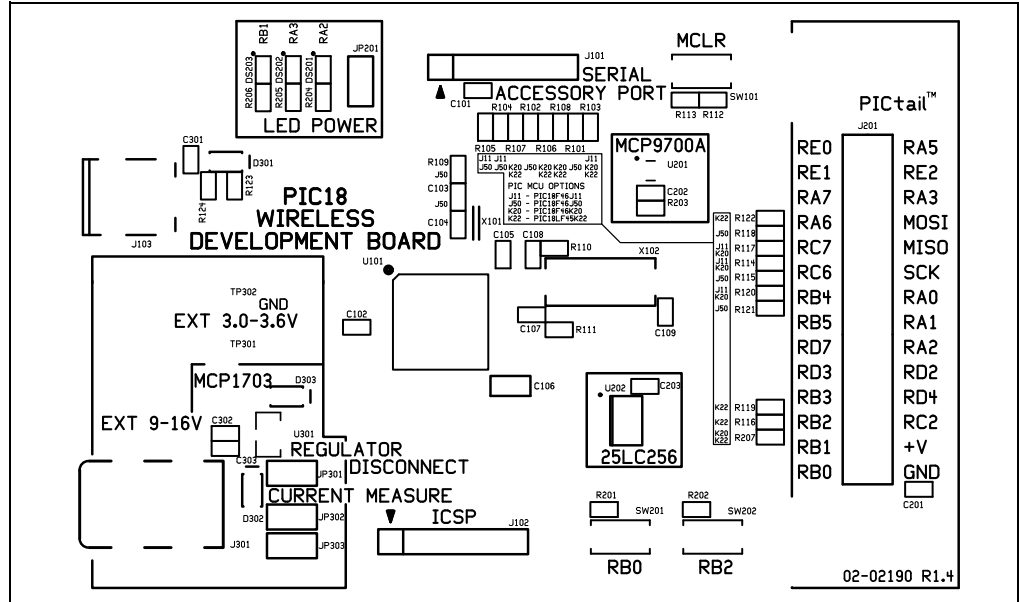 RB1 RA3 RA2
DS203 DS202 DS201 JP201
R206 R205 R204
LED POWER
J101
SERIAL
ACCESSORY PORT
C101
MCLR
SW101
R113 R112
PICtail™
J201
R104 R102 R108 R103
R105 R107 R106 R101
MCP9700A
U201
C202
R203
C301
D301
R124
R123
J103
PIC18
WIRELESS
DEVELOPMENT BOARD
R109
J50
C103
J50
C104
X101
J11 J11 J11
J50 J50 K20 J50 K20 K20 J50
K22 K22 K22
PIC MCU OPTIONS
J11 - PIC18F46J11
J50 - PIC18F46J50
K20 - PIC18F46K20
K22 - PIC18LF45K22
C105 C108
R110
X102
U101
C102
C107
R111
C109
C106
K22 R122
J50 R118
J11 K20 R117
J11 K20 R114
J50 R115
J11 K20 R120
J50 R121
K22 R119
K22 R116
K20 K22 R207
RE0 RA5
RE1 RE2
RA7 RA3
RA6 MOSI
RC7 MISO
RC6 SCK
RB4 RA0
RB5 RA1
RD7 RA2
RD3 RD2
RB3 RD4
RB2 RC2
RB1 +V
RB0 GND
C201
TP302
GND
EXT 3.0-3.6V
TP301
MCP1703
D303
EXT 9-16V
C302
U301
REGULATOR
DISCONNECT
C303
JP301
CURRENT MEASURE
D302
JP302
J301
JP303
ICSP
J102
U202
C203
25LC256
R201
SW201
RB0
R202
SW202
RB2
02-02190 R1.4